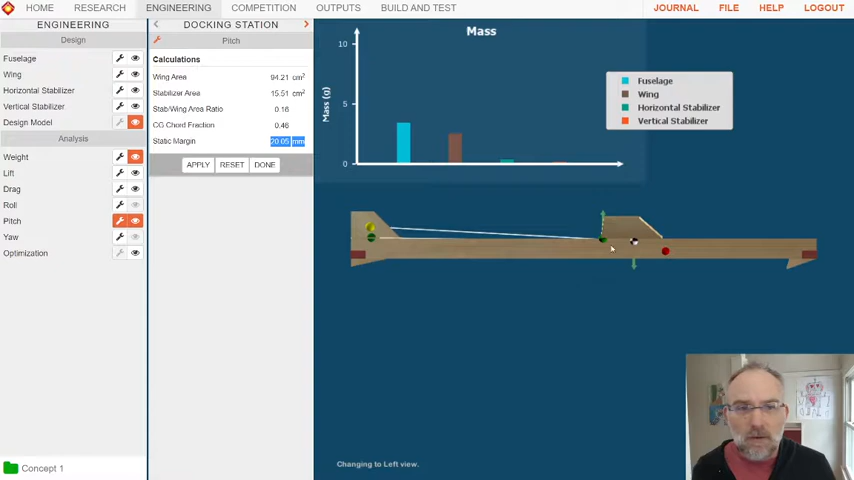 HOME RESEARCH ENGINEERING COMPETITION OUTPUTS BUILD AND TEST JOURNAL FILE HELP LOGOUT
ENGINEERING
Design
Fuselage
Wing
Horizontal Stabilizer
Vertical Stabilizer
Design Model
Analysis
Weight
Lift
Drag
Roll
Pitch
Yaw
Optimization
Concept 1
DOCKING STATION
Pitch
Calculations
Wing Area 94.21 cm²
Stabilizer Area 15.51 cm²
Stab/Wing Area Ratio 0.16
CG Chord Fraction 0.46
Static Margin 20.05 mm
APPLY RESET DONE
Mass
Mass (g)
10
5
0
Fuselage
Wing
Horizontal Stabilizer
Vertical Stabilizer
Changing to Left view.